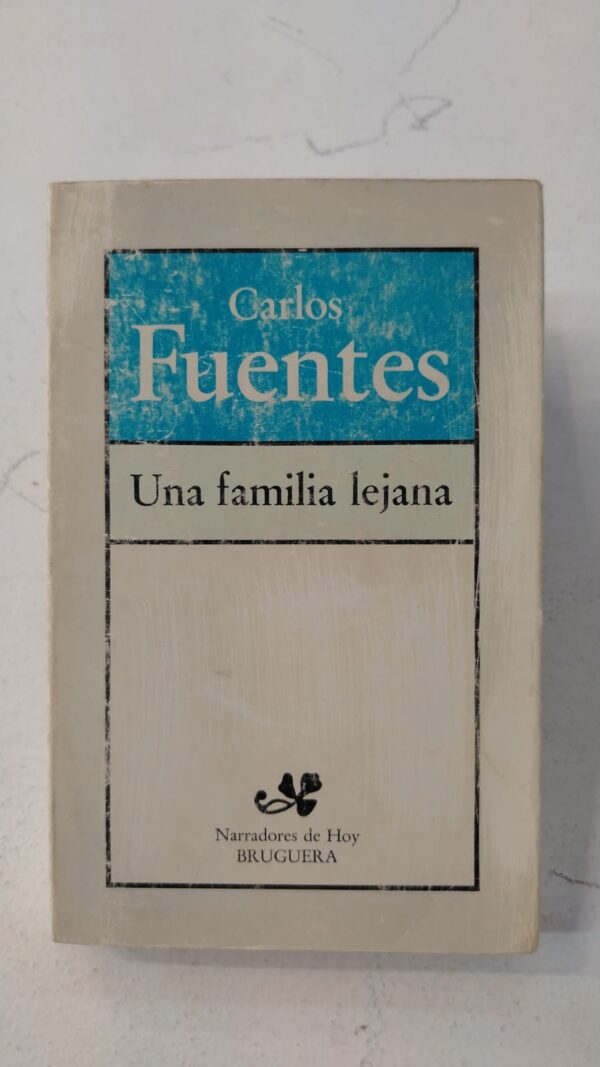 Carlos
Fuentes
Una familia lejana
Narradores de Hoy
BRUGUERA